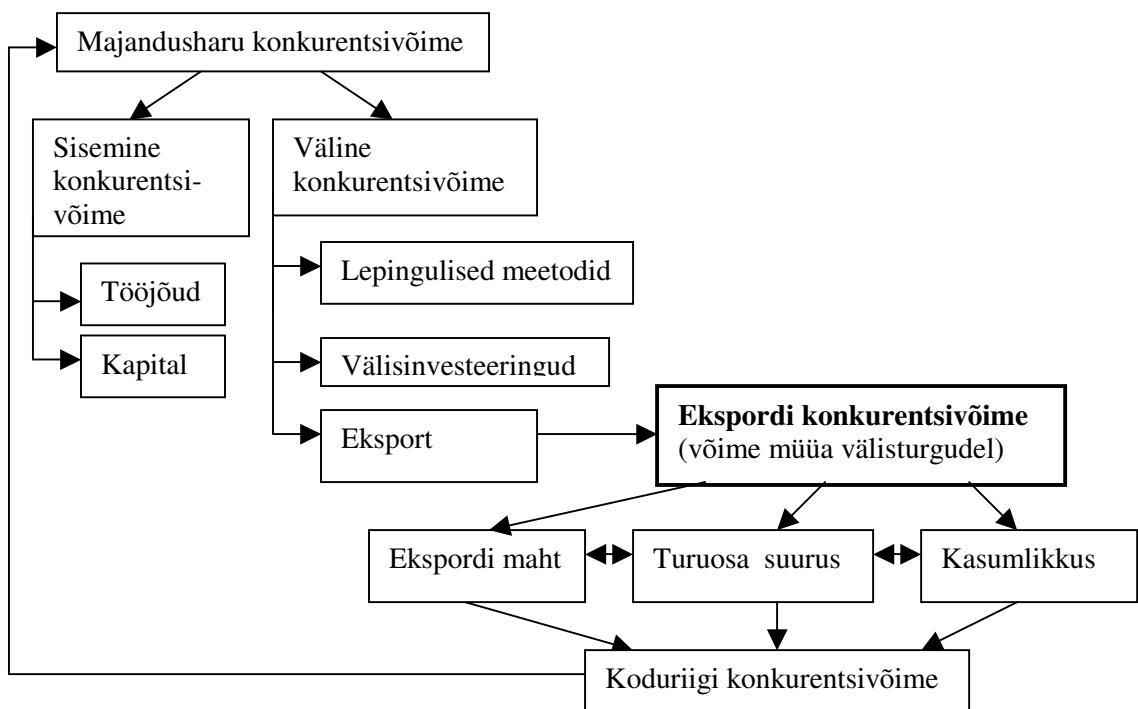 Majandusharu konkurentsivõime
Sisemine
konkurentsi-
võime
Väline
konkurentsivõime
Lepingulised meetodid
Tööjõud
Kapital
Välisinvesteeringud
Eksport
Ekspordi konkurentsivõime
(võime müüa välisturgudel)
Ekspordi maht
Turuosa suurus
Kasumlikkus
Koduriigi konkurentsivõime